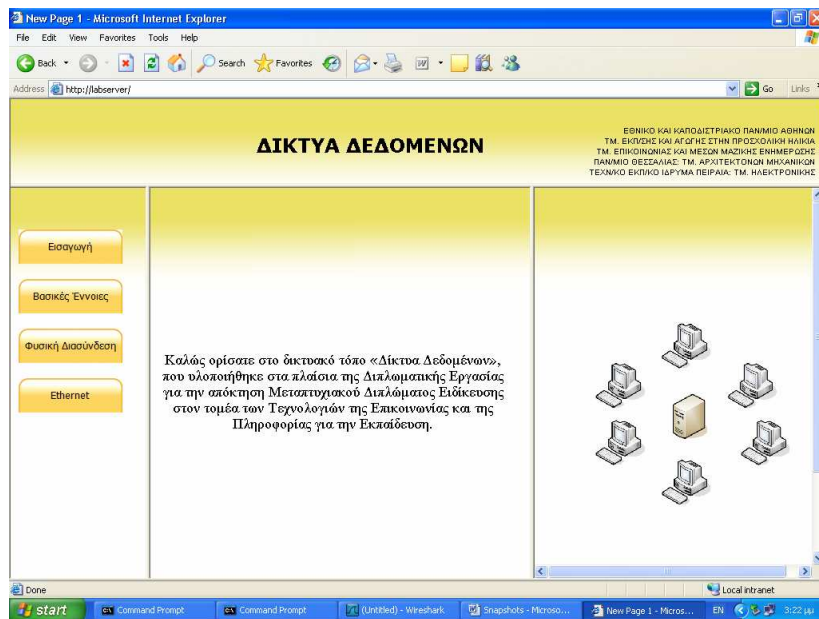 New Page 1 - Microsoft Internet Explorer
File Edit View Favorites Tools Help
Back Search Favorites
Address http://labserver/ Go Links
ΔΙΚΤΥΑ ΔΕΔΟΜΕΝΩΝ
ΕΘΝΙΚΟ ΚΑΙ ΚΑΠΟΔΙΣΤΡΙΑΚΟ ΠΑΝ/ΜΙΟ ΑΘΗΝΩΝ
ΤΜ. ΕΚΠ/ΣΗΣ ΚΑΙ ΑΓΩΓΗΣ ΣΤΗΝ ΠΡΟΣΧΟΛΙΚΗ ΗΛΙΚΙΑ
ΤΜ. ΕΠΙΚΟΙΝΩΝΙΑΣ ΚΑΙ ΜΕΣΩΝ ΜΑΖΙΚΗΣ ΕΝΗΜΕΡΩΣΗΣ
ΠΑΝ/ΜΙΟ ΘΕΣΣΑΛΙΑΣ: ΤΜ. ΑΡΧΙΤΕΚΤΟΝΩΝ ΜΗΧΑΝΙΚΩΝ
ΤΕΧΝ/ΚΟ ΕΚΠ/ΚΟ ΙΔΡΥΜΑ ΠΕΙΡΑΙΑ: ΤΜ. ΗΛΕΚΤΡΟΝΙΚΗΣ
Εισαγωγή
Βασικές Έννοιες
Φυσική Διασύνδεση
Ethernet
Καλώς ορίσατε στο δικτυακό τόπο «Δίκτυα Δεδομένων»,
που υλοποιήθηκε στα πλαίσια της Διπλωματικής Εργασίας
για την απόκτηση Μεταπτυχιακού Διπλώματος Ειδίκευσης
στον τομέα των Τεχνολογιών της Επικοινωνίας και της
Πληροφορίας για την Εκπαίδευση.
Done Local intranet
start Command Prompt Command Prompt (Untitled) - Wireshark Snapshots - Microso... New Page 1 - Micros... EN 3:22 μμ